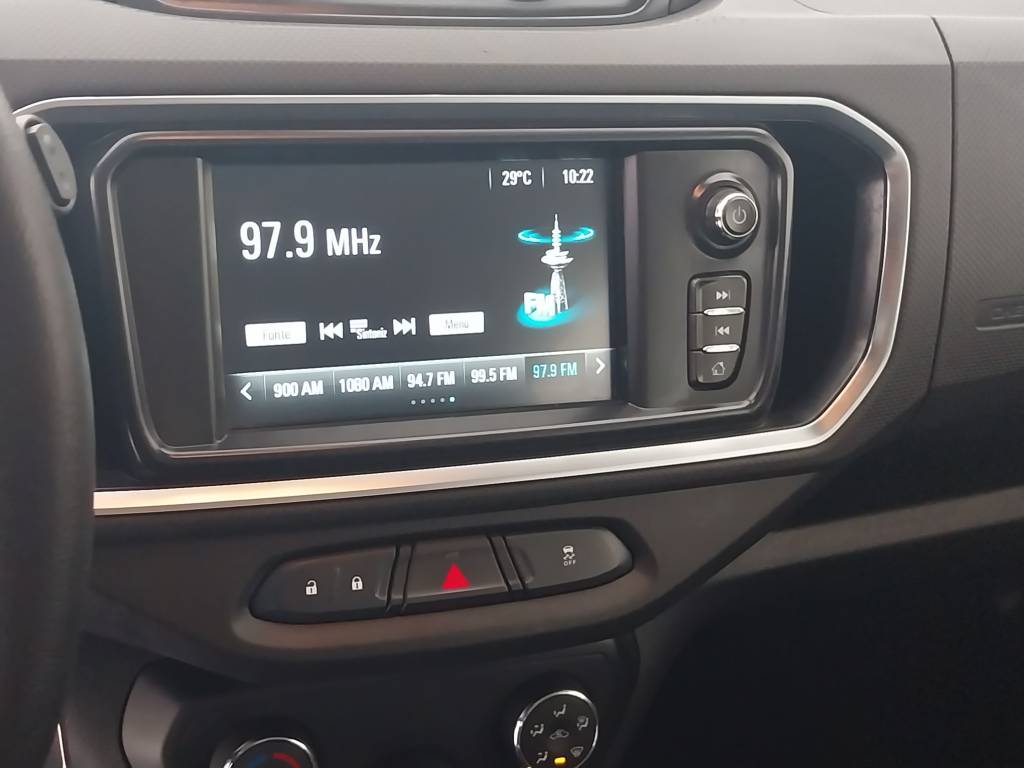 29°C 10:22
97.9 MHz
FM
Fonte Sintoniz Menu
900 AM 1080 AM 94.7 FM 99.5 FM 97.9 FM
OFF